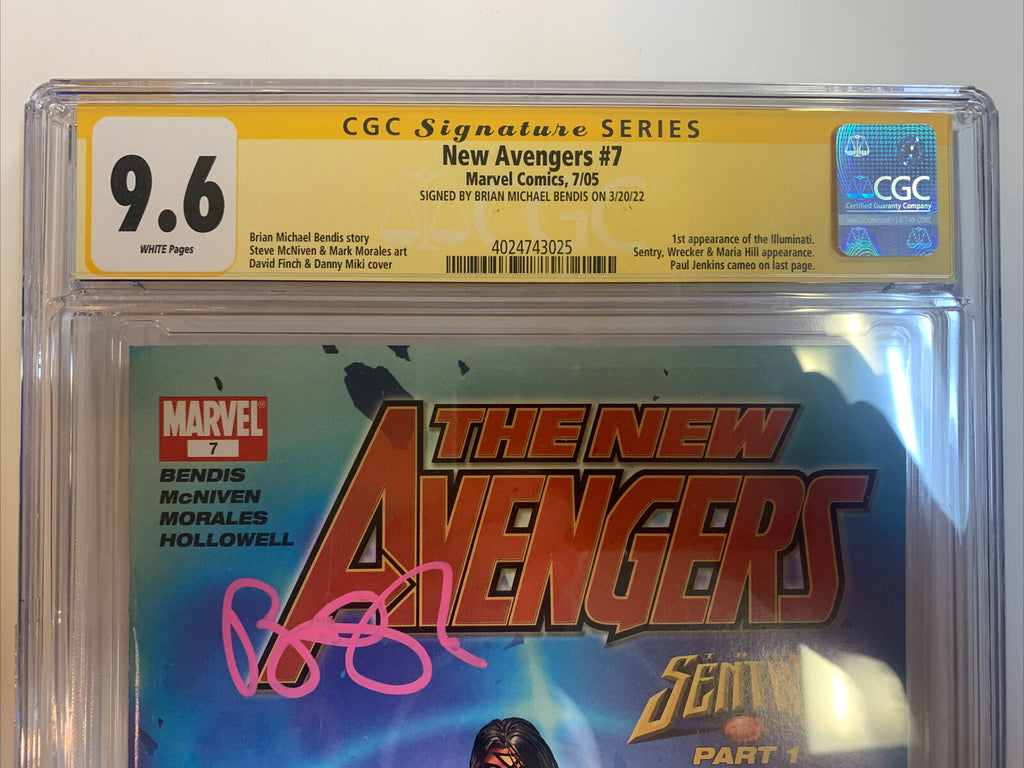 CGC Signature SERIES
9.6
WHITE Pages
New Avengers #7
Marvel Comics, 7/05
SIGNED BY BRIAN MICHAEL BENDIS ON 3/20/22
Brian Michael Bendis story
Steve McNiven & Mark Morales art
David Finch & Danny Miki cover
4024743025
1st appearance of the Illuminati.
Sentry, Wrecker & Maria Hill appearance.
Paul Jenkins cameo on last page.
CGC
Certified Guaranty Company
MARVEL
7
BENDIS
McNIVEN
MORALES
HOLLOWELL
THE NEW
AVENGERS
PART 1